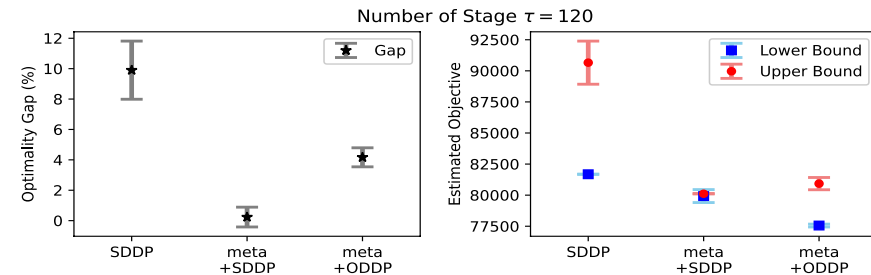 Number of Stage τ = 120
Optimality Gap (%)
12
10
8
6
4
2
0
Gap
SDDP
meta
+SDDP
meta
+ODDP
Estimated Objective
92500
90000
87500
85000
82500
80000
77500
Lower Bound
Upper Bound
SDDP
meta
+SDDP
meta
+ODDP